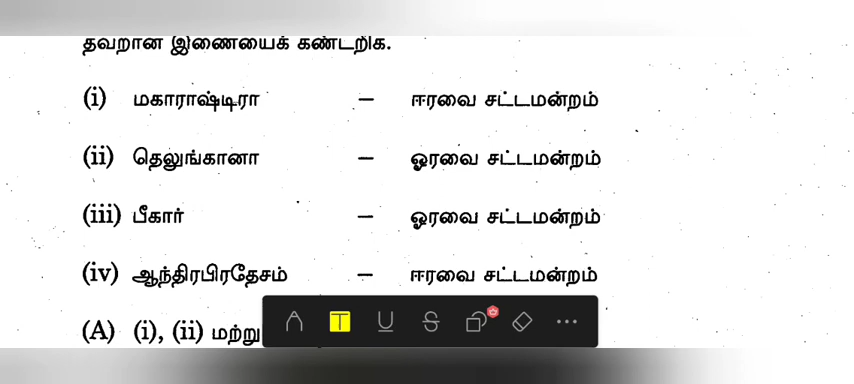 தவறான இணையைக் கண்டறிக.
(i) மகாராஷ்டிரா – ஈரவை சட்டமன்றம்
(ii) தெலுங்கானா – ஓரவை சட்டமன்றம்
(iii) பீகார் – ஓரவை சட்டமன்றம்
(iv) ஆந்திரபிரதேசம் – ஈரவை சட்டமன்றம்
(A) (i), (ii) மற்று